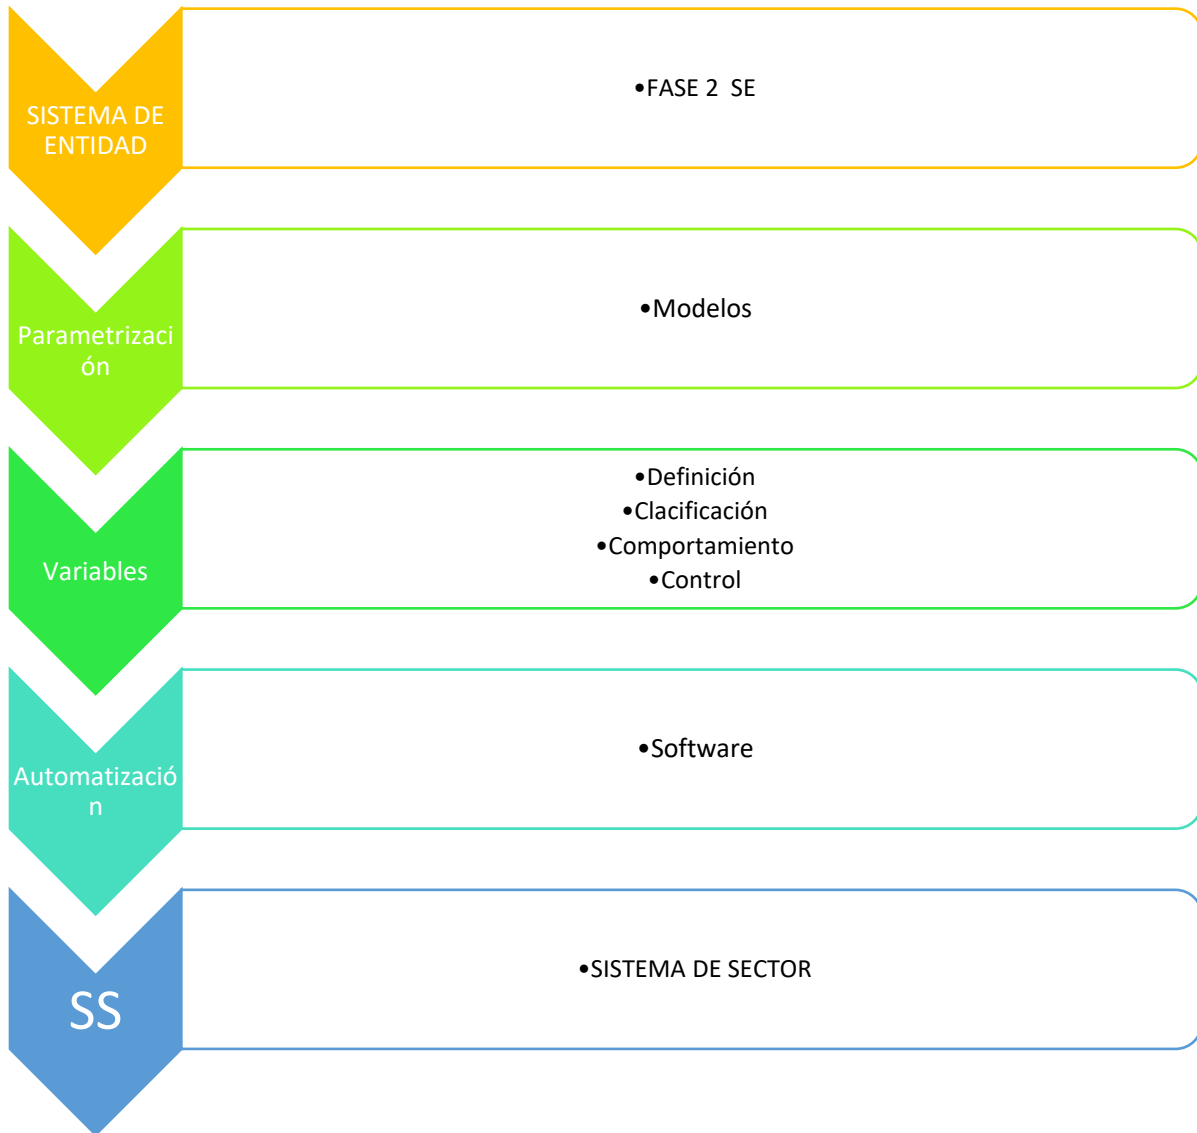 SISTEMA DE
ENTIDAD
•FASE 2  SE
Parametrizaci
ón
•Modelos
Variables
•Definición
•Clacificación
•Comportamiento
•Control
Automatizació
n
•Software
SS
•SISTEMA DE SECTOR